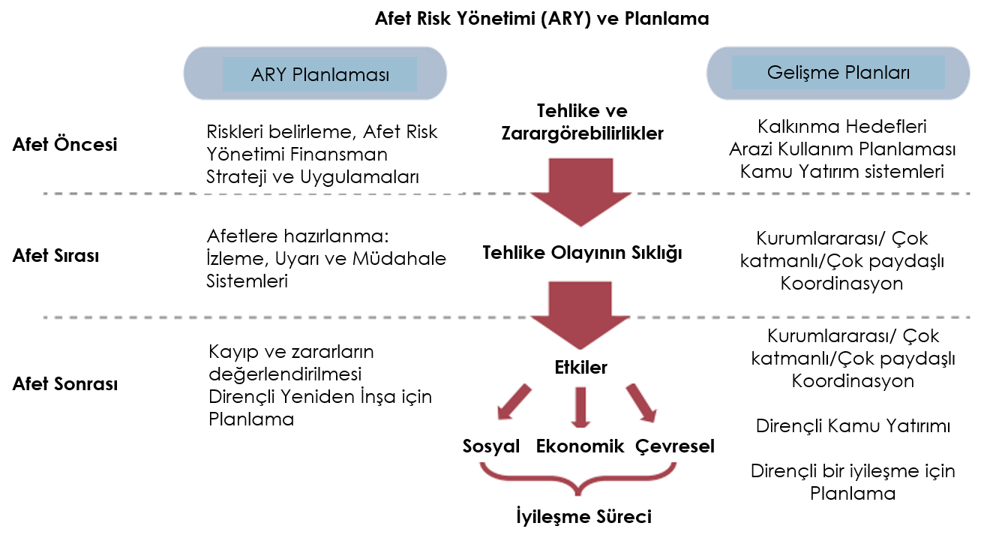 Afet Risk Yönetimi (ARY) ve Planlama
ARY Planlaması
Gelişme Planları
Afet Öncesi
Riskleri belirleme, Afet Risk
Yönetimi Finansman
Strateji ve Uygulamaları
Tehlike ve
Zarargörebilirlikler
Kalkınma Hedefleri
Arazi Kullanım Planlaması
Kamu Yatırım sistemleri
Afet Sırası
Afetlere hazırlanma:
İzleme, Uyarı ve Müdahale
Sistemleri
Tehlike Olayının Sıklığı
Kurumlararası/ Çok
katmanlı/Çok paydaşlı
Koordinasyon
Afet Sonrası
Kayıp ve zararların
değerlendirilmesi
Dirençli Yeniden İnşa için
Planlama
Etkiler
Sosyal Ekonomik Çevresel
İyileşme Süreci
Kurumlararası/ Çok
katmanlı/Çok paydaşlı
Koordinasyon
Dirençli Kamu Yatırımı
Dirençli bir iyileşme için
Planlama